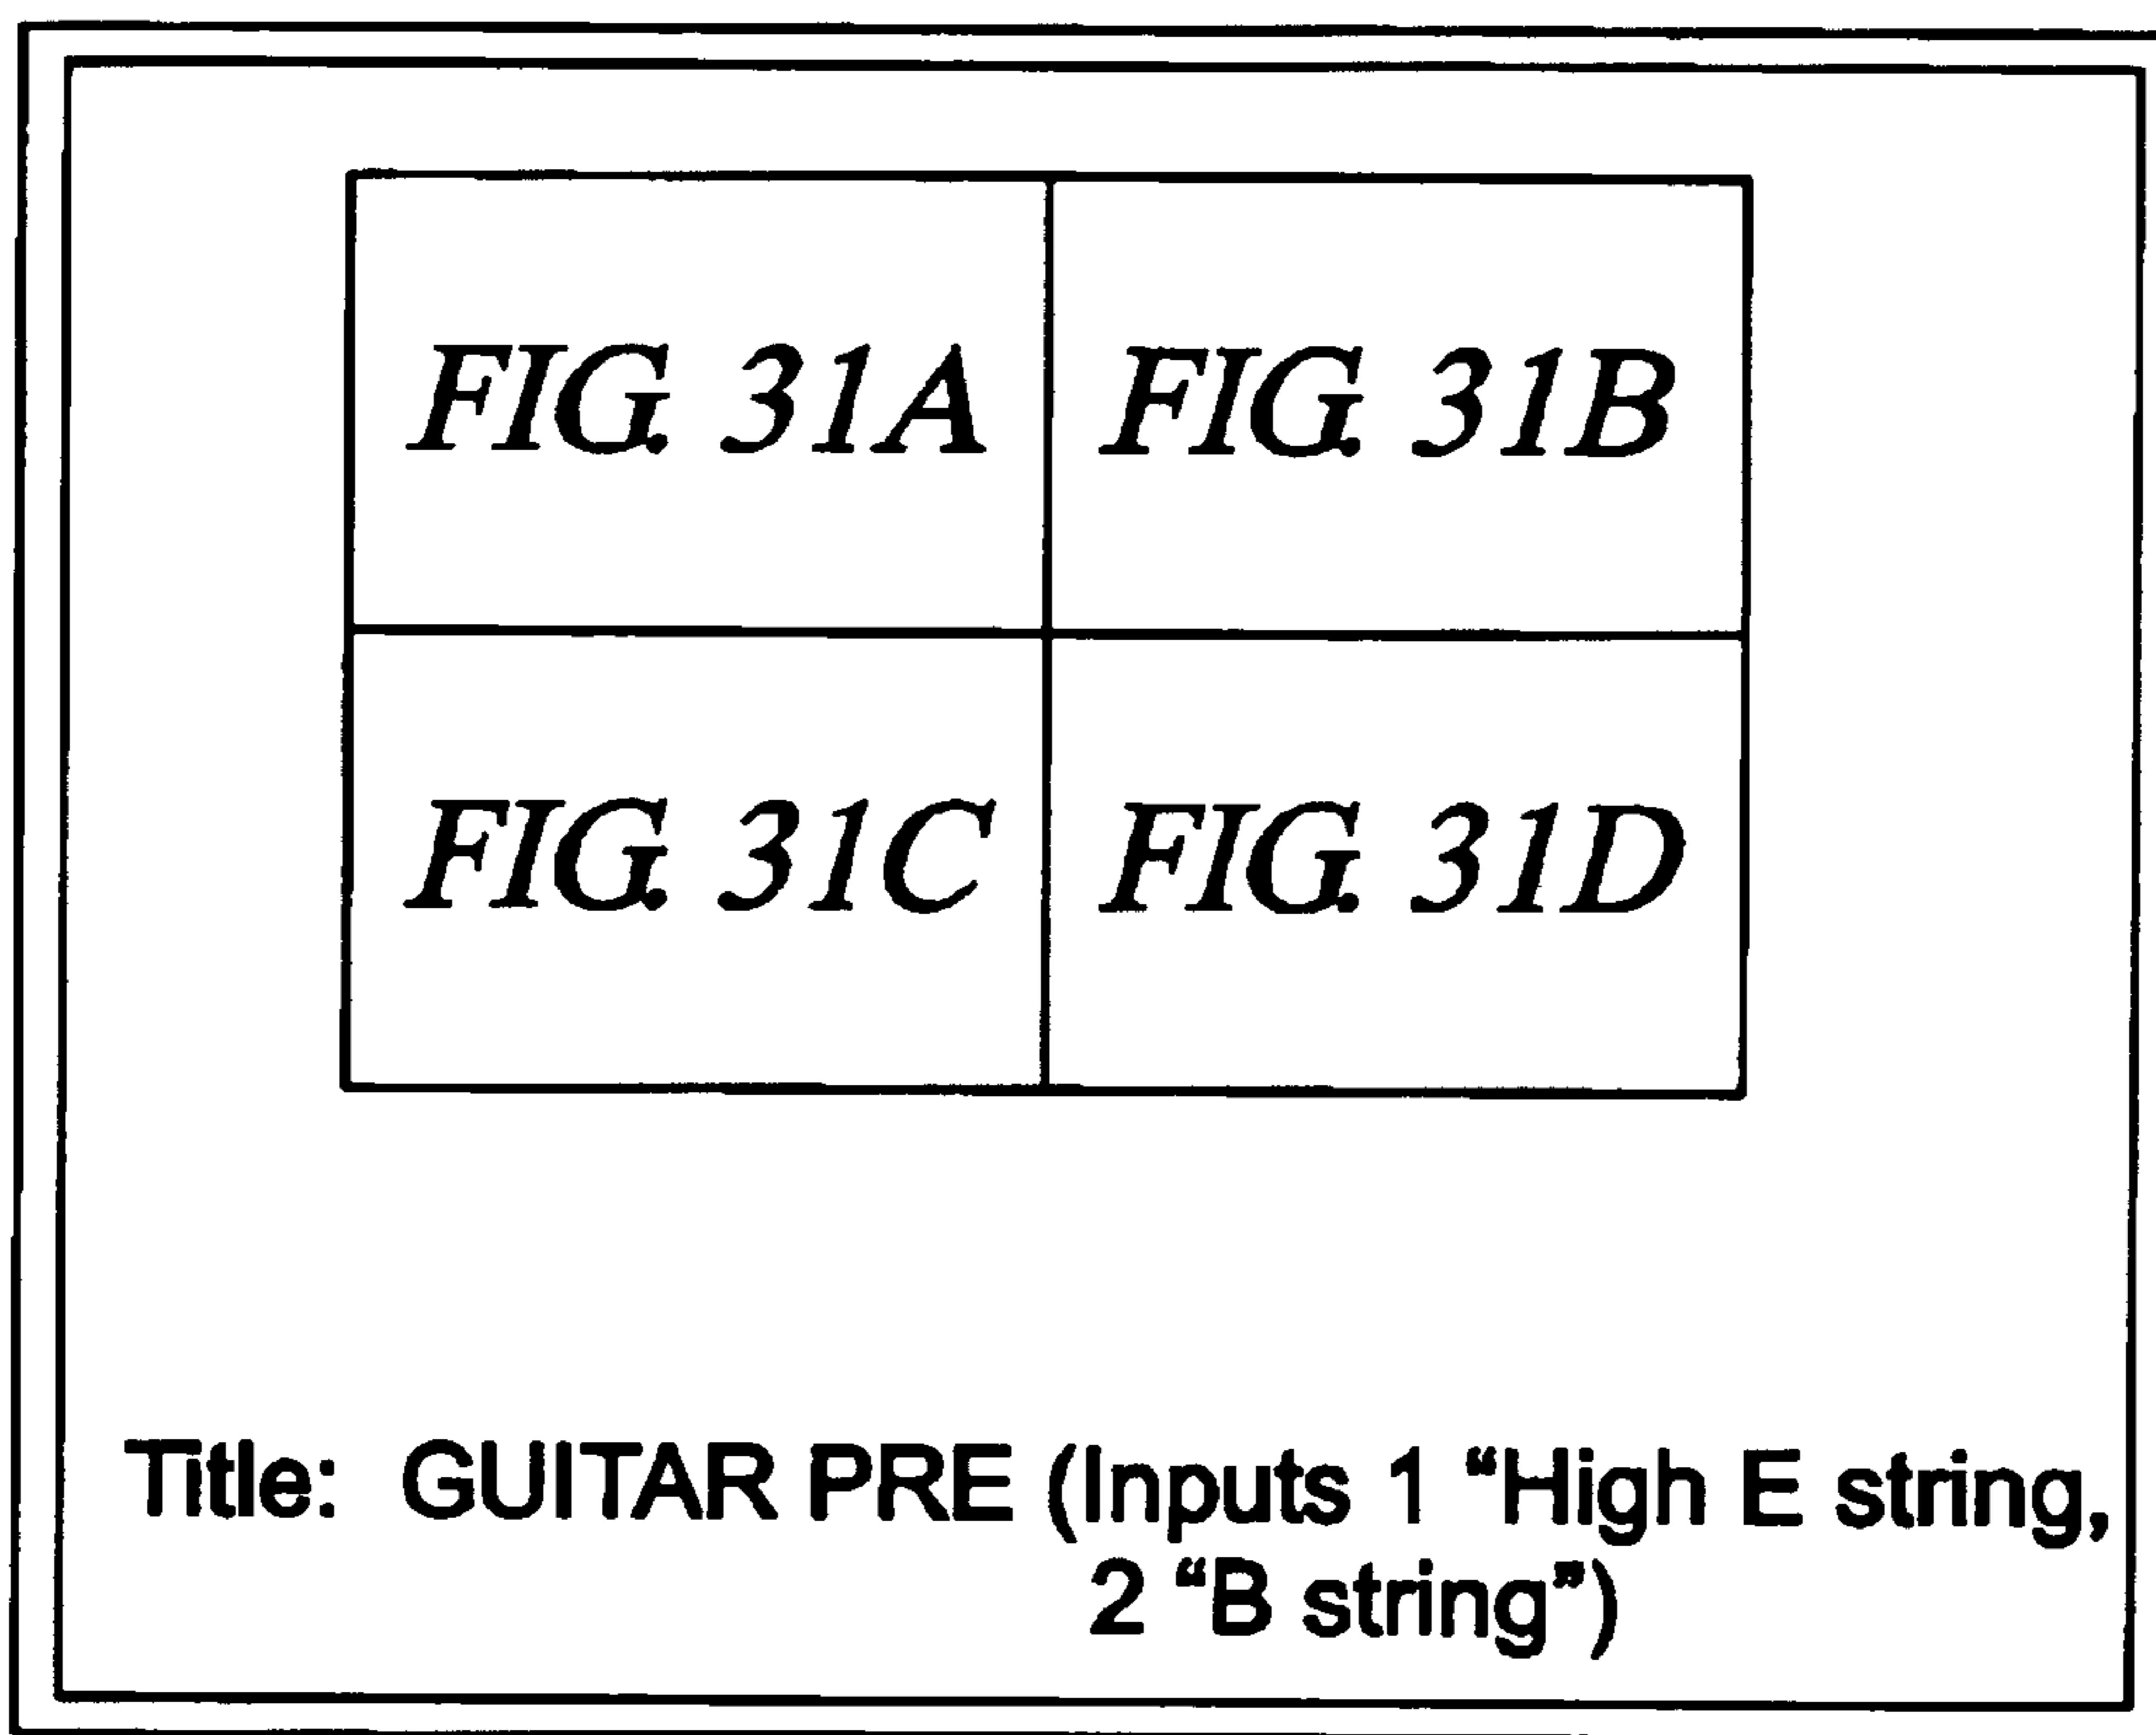 FIG. 31A FIG. 31B
FIG. 31C FIG. 31D
Title: GUITAR PRE (Inputs 1 “High E string,
2 “B string”)